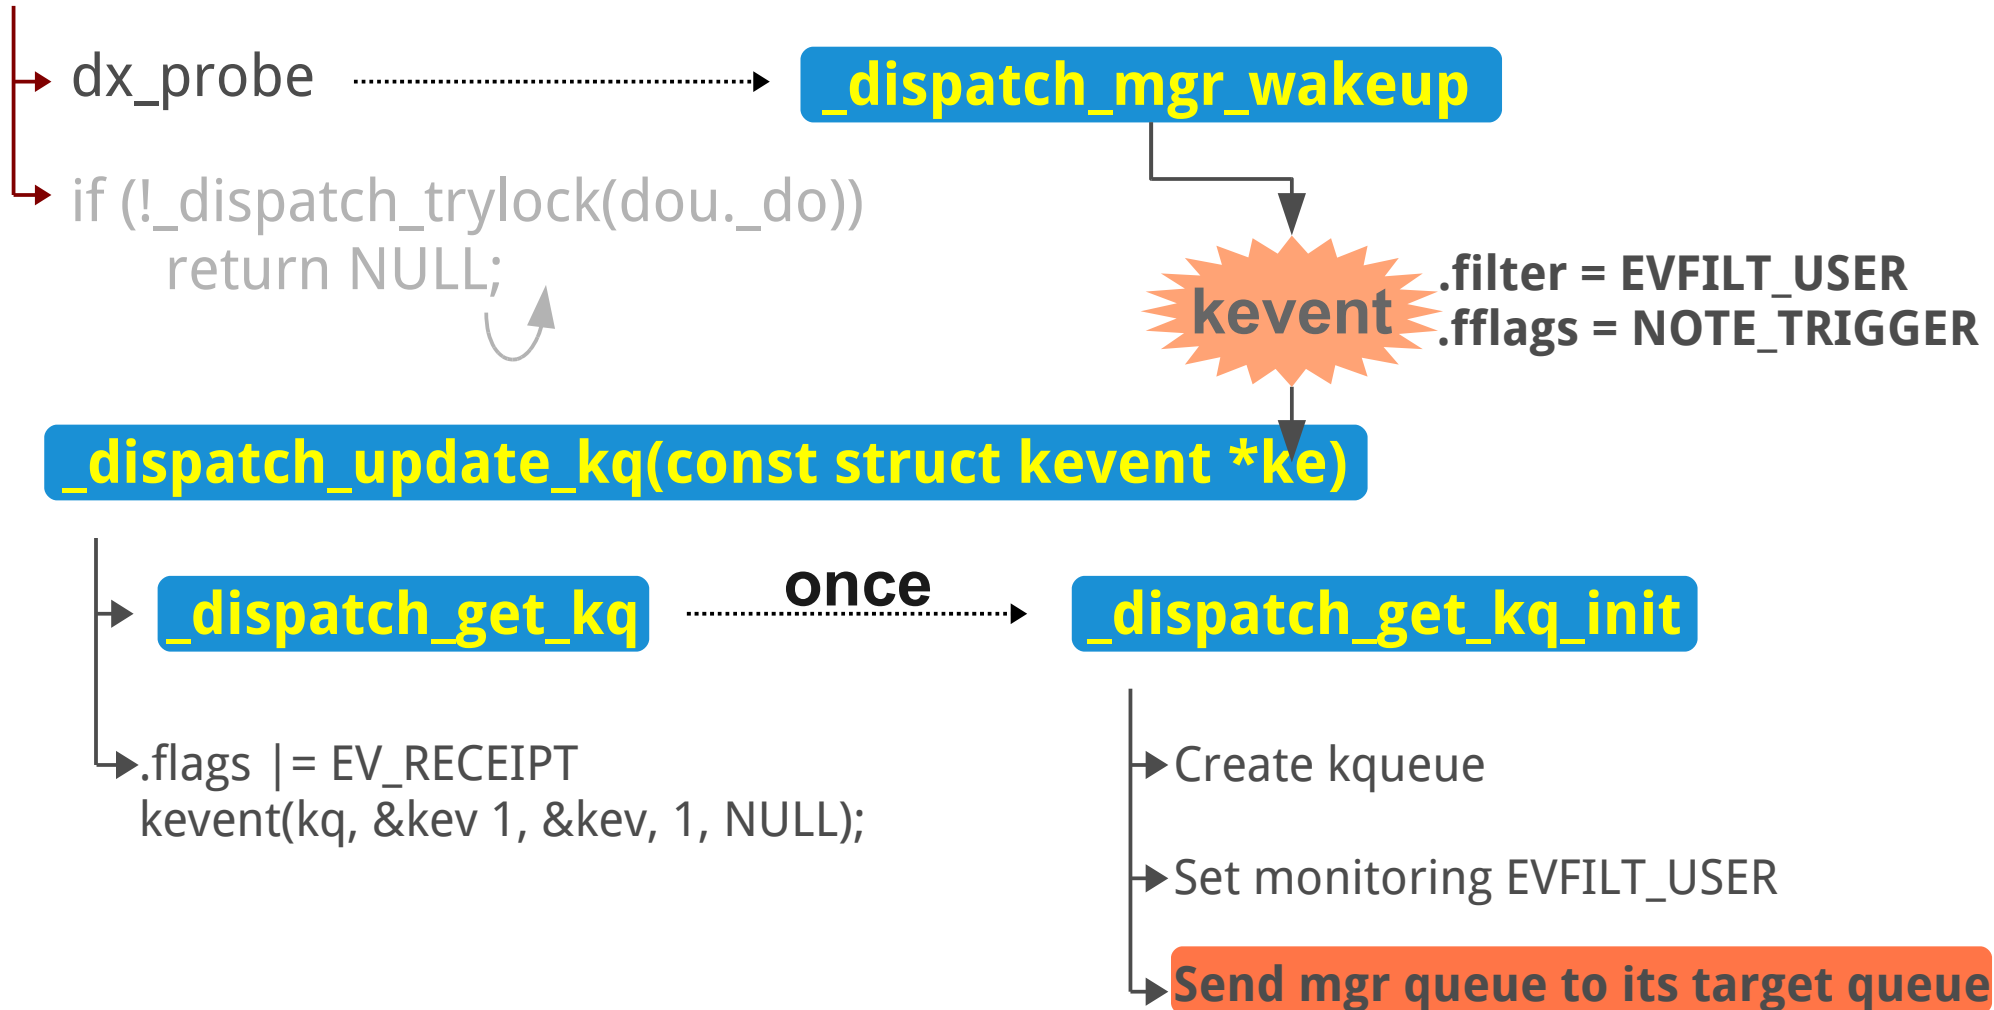 dx_probe
_dispatch_mgr_wakeup
if (!_dispatch_trylock(dou._do))
return NULL;
kevent
.filter = EVFILT_USER
.fflags = NOTE_TRIGGER
_dispatch_update_kq(const struct kevent *ke)
_dispatch_get_kq
once
_dispatch_get_kq_init
.flags |= EV_RECEIPT
kevent(kq, &kev 1, &kev, 1, NULL);
Create kqueue
Set monitoring EVFILT_USER
Send mgr queue to its target queue